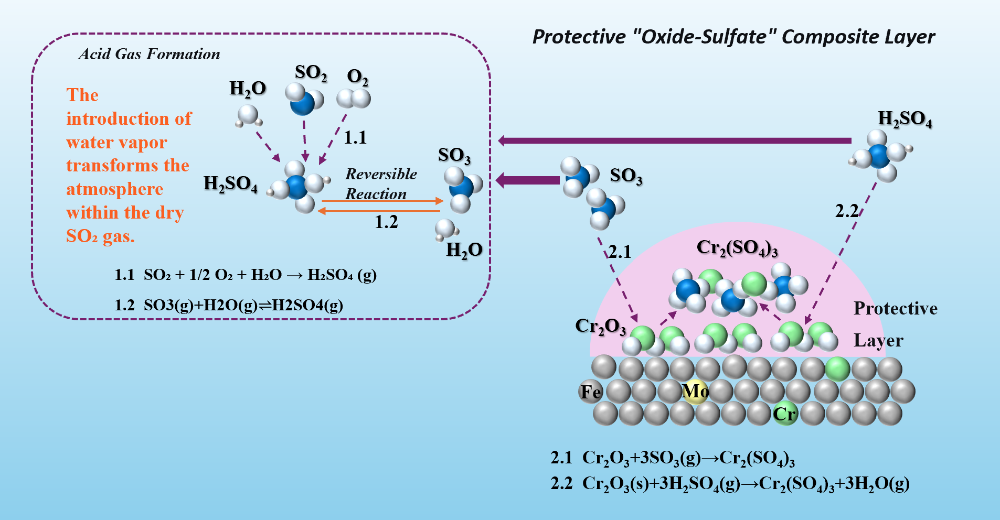 Protective "Oxide-Sulfate" Composite Layer
Acid Gas Formation
The
introduction of
water vapor
transforms the
atmosphere
within the dry
SO₂ gas.
H₂O
SO₂
O₂
1.1
H₂SO₄
Reversible
Reaction
1.2
SO₃
H₂O
1.1 SO₂ + 1/2 O₂ + H₂O → H₂SO₄ (g)
1.2 SO3(g)+H2O(g)⇌H2SO4(g)
H₂SO₄
SO₃
2.2
2.1
Cr₂(SO₄)₃
Cr₂O₃
Protective
Layer
Fe
Mo
Cr
2.1 Cr₂O₃+3SO₃(g)→Cr₂(SO₄)₃
2.2 Cr₂O₃(s)+3H₂SO₄(g)→Cr₂(SO₄)₃+3H₂O(g)